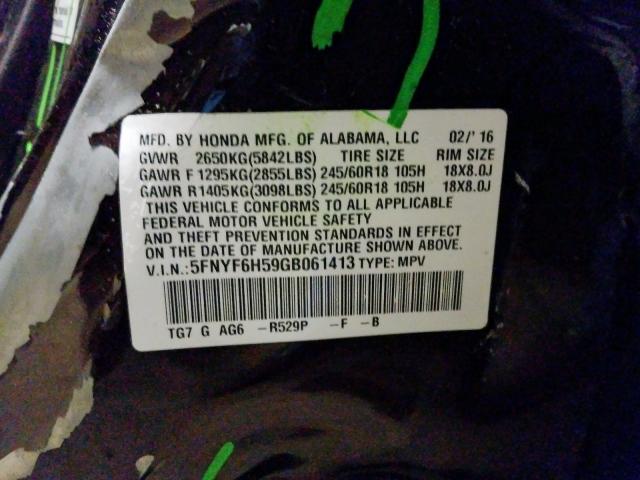 MFD. BY HONDA MFG. OF ALABAMA, LLC 02/'16
GVWR 2650KG(5842LBS) TIRE SIZE RIM SIZE
GAWR F 1295KG(2855LBS) 245/60R18 105H 18X8.0J
GAWR R1405KG(3098LBS) 245/60R18 105H 18X8.0J
THIS VEHICLE CONFORMS TO ALL APPLICABLE
FEDERAL MOTOR VEHICLE SAFETY
AND THEFT PREVENTION STANDARDS IN EFFECT
ON THE DATE OF MANUFACTURE SHOWN ABOVE.
V.I.N.:5FNYF6H59GB061413 TYPE: MPV
TG7 G AG6 -R529P -F -B